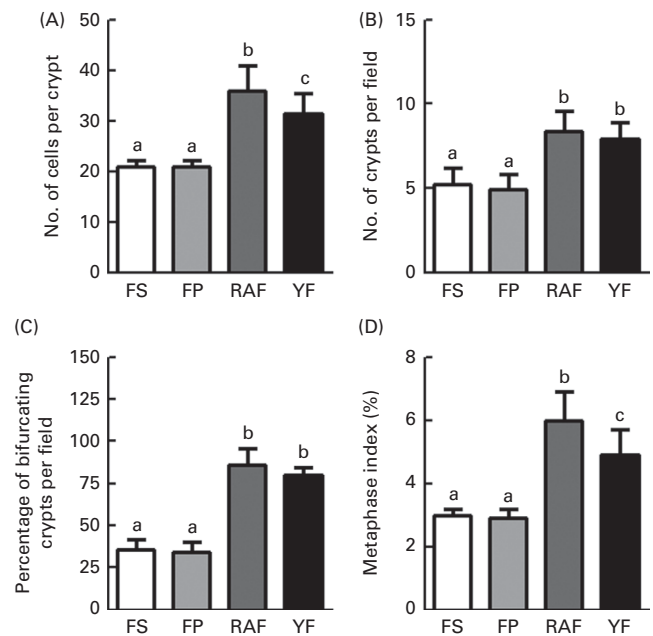 (A)
No. of cells per crypt
50
40
30
20
10
0
a
a
b
c
FS FP RAF YF
(B)
No. of crypts per field
15
10
5
0
a
a
b
b
FS FP RAF YF
(C)
Percentage of bifurcating
crypts per field
150
125
100
75
50
25
0
a
a
b
b
FS FP RAF YF
(D)
Metaphase index (%)
8
6
4
2
0
a
a
b
c
FS FP RAF YF